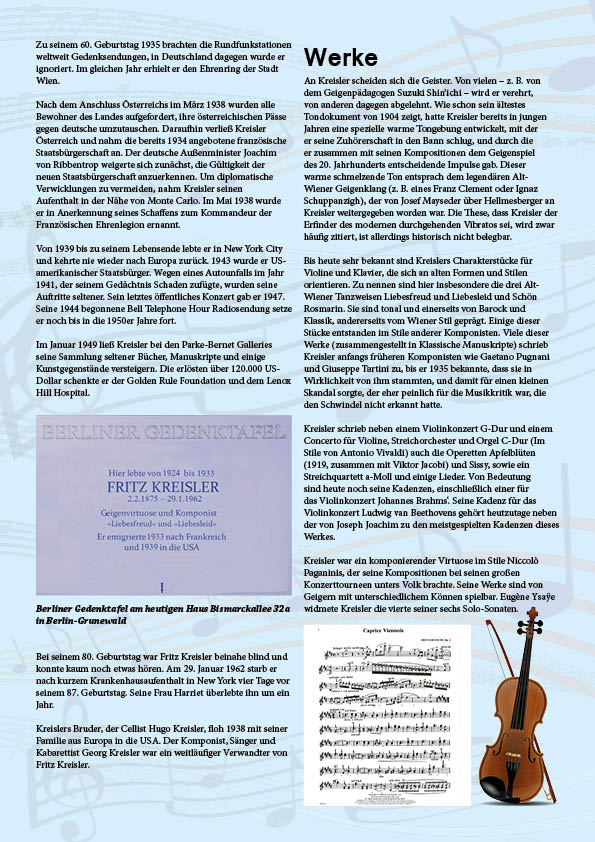 Zu seinem 60. Geburtstag 1935 brachten die Rundfunkstationen
weltweit Gedenksendungen, in Deutschland dagegen wurde er
ignoriert. Im gleichen Jahr erhielt er den Ehrenring der Stadt
Wien.
Nach dem Anschluss Österreichs im März 1938 wurden alle
Bewohner des Landes aufgefordert, ihre österreichischen Pässe
gegen deutsche umzutauschen. Daraufhin verließ Kreisler
Österreich und nahm die bereits 1934 angebotene französische
Staatsbürgerschaft an. Der deutsche Außenminister Joachim
von Ribbentrop weigerte sich zunächst, die Gültigkeit der
neuen Staatsbürgerschaft anzuerkennen. Um diplomatische
Verwicklungen zu vermeiden, nahm Kreisler seinen
Aufenthalt in der Nähe von Monte Carlo. Im Mai 1938 wurde
er in Anerkennung seines Schaffens zum Kommandeur der
Französischen Ehrenlegion ernannt.
Von 1939 bis zu seinem Lebensende lebte er in New York City
und kehrte nie wieder nach Europa zurück. 1943 wurde er US-
amerikanischer Staatsbürger. Wegen eines Autounfalls im Jahr
1941, der seinem Gedächtnis Schaden zufügte, wurden seine
Auftritte seltener. Sein letztes öffentliches Konzert gab er 1947.
Seine 1944 begonnene Bell Telephone Hour Radiosendung setze
er noch bis in die 1950er Jahre fort.
Im Januar 1949 ließ Kreisler bei den Parke-Bernet Galleries
seine Sammlung seltener Bücher, Manuskripte und einige
Kunstgegenstände versteigern. Die erlösten über 120.000 US-
Dollar schenkte er der Golden Rule Foundation und dem Lenox
Hill Hospital.
BERLINER GEDENKTAFEL
Hier lebte von 1924 bis 1933
FRITZ KREISLER
2.2.1875 – 29.1.1962
Geigenvirtuose und Komponist
»Liebesfreud« und »Liebesleid»
Er emigrierte 1933 nach Frankreich
und 1939 in die USA
Berliner Gedenktafel am heutigen Haus Bismarckallee 32a
in Berlin-Grunewald
Bei seinem 80. Geburtstag war Fritz Kreisler beinahe blind und
konnte kaum noch etwas hören. Am 29. Januar 1962 starb er
nach kurzem Krankenhausaufenthalt in New York vier Tage vor
seinem 87. Geburtstag. Seine Frau Harriet überlebte ihn um ein
Jahr.
Kreislers Bruder, der Cellist Hugo Kreisler, floh 1938 mit seiner
Familie aus Europa in die USA. Der Komponist, Sänger und
Kabarettist Georg Kreisler war ein weitläufiger Verwandter von
Fritz Kreisler.
Werke
An Kreisler scheiden sich die Geister. Von vielen – z. B. von
dem Geigenpädagogen Suzuki Shin'ichi – wird er verehrt,
von anderen dagegen abgelehnt. Wie schon sein ältestes
Tondokument von 1904 zeigt, hatte Kreisler bereits in jungen
Jahren eine spezielle warme Tongebung entwickelt, mit der
er seine Zuhörerschaft in den Bann schlug, und durch die
er zusammen mit seinen Kompositionen dem Geigenspiel
des 20. Jahrhunderts entscheidende Impulse gab. Dieser
warme schmelzende Ton entsprach dem legendären Alt-
Wiener Geigenklang (z. B. eines Franz Clement oder Ignaz
Schuppanzigh), der von Josef Mayseder über Hellmesberger an
Kreisler weitergegeben worden war. Die These, dass Kreisler der
Erfinder des modernen durchgehenden Vibratos sei, wird zwar
häufig zitiert, ist allerdings historisch nicht belegbar.
Bis heute sehr bekannt sind Kreislers Charakterstücke für
Violine und Klavier, die sich an alten Formen und Stilen
orientieren. Zu nennen sind hier insbesondere die drei Alt-
Wiener Tanzweisen Liebesfreud und Liebesleid und Schön
Rosmarin. Sie sind tonal und einerseits von Barock und
Klassik, andererseits vom Wiener Stil geprägt. Einige dieser
Stücke entstanden im Stile anderer Komponisten. Viele dieser
Werke (zusammengestellt in Klassische Manuskripte) schrieb
Kreisler anfangs früheren Komponisten wie Gaetano Pugnani
und Giuseppe Tartini zu, bis er 1935 bekannte, dass sie in
Wirklichkeit von ihm stammten, und damit für einen kleinen
Skandal sorgte, der eher peinlich für die Musikkritik war, die
den Schwindel nicht erkannt hatte.
Kreisler schrieb neben einem Violinkonzert G-Dur und einem
Concerto für Violine, Streichorchester und Orgel C-Dur (Im
Stile von Antonio Vivaldi) auch die Operetten Apfelblüten
(1919, zusammen mit Viktor Jacobi) und Sissy, sowie ein
Streichquartett a-Moll und einige Lieder. Von Bedeutung
sind heute noch seine Kadenzen, einschließlich einer für
das Violinkonzert Johannes Brahms'. Seine Kadenz für das
Violinkonzert Ludwig van Beethovens gehört heutzutage neben
der von Joseph Joachim zu den meistgespielten Kadenzen dieses
Werkes.
Kreisler war ein komponierender Virtuose im Stile Niccolò
Paganinis, der seine Kompositionen bei seinen großen
Konzerttourneen unters Volk brachte. Seine Werke sind von
Geigern mit unterschiedlichem Können spielbar. Eugène Ysaÿe
widmete Kreisler die vierte seiner sechs Solo-Sonaten.
Caprice Viennois